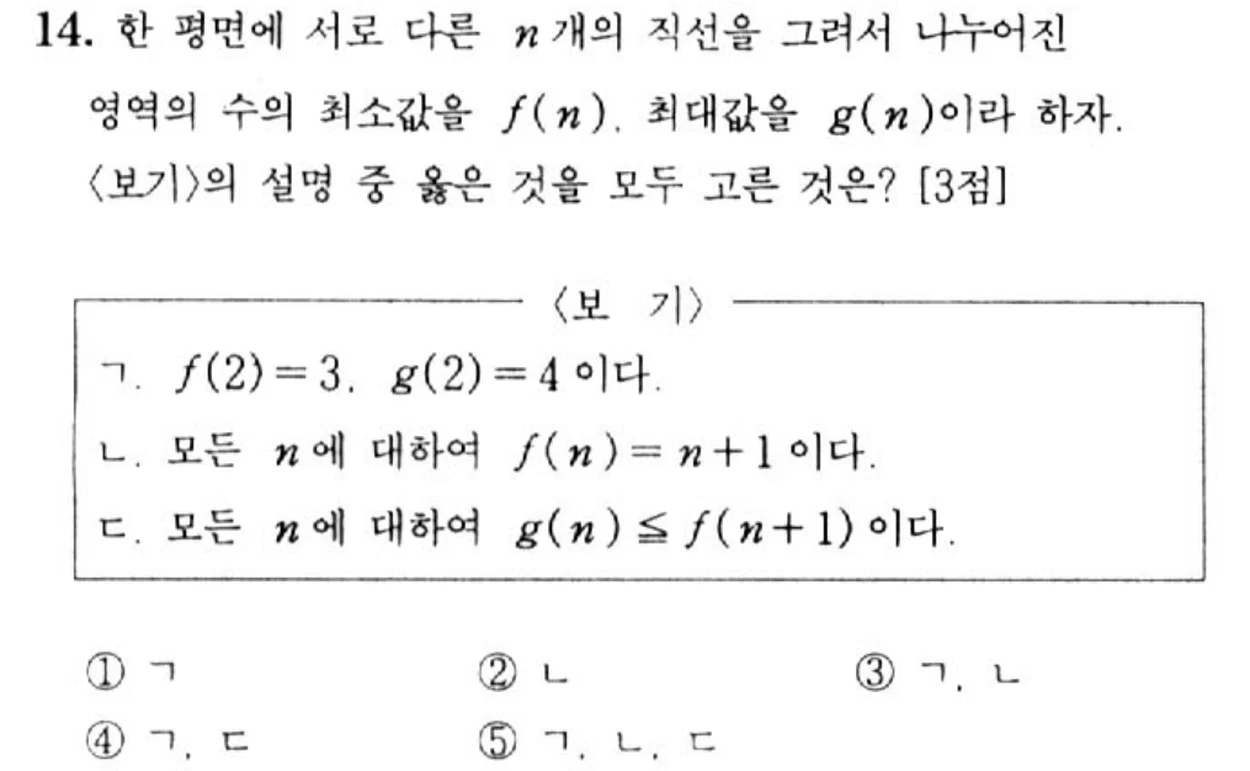 14. 한 평면에 서로 다른 n개의 직선을 그려서 나누어진
영역의 수의 최소값을 f(n), 최대값을 g(n)이라 하자.
〈보기〉의 설명 중 옳은 것을 모두 고른 것은? [3점]
〈보 기〉
ㄱ. f(2)=3, g(2)=4 이다.
ㄴ. 모든 n에 대하여 f(n)=n+1 이다.
ㄷ. 모든 n에 대하여 g(n)≦f(n+1) 이다.
① ㄱ ② ㄴ ③ ㄱ, ㄴ
④ ㄱ, ㄷ ⑤ ㄱ, ㄴ, ㄷ